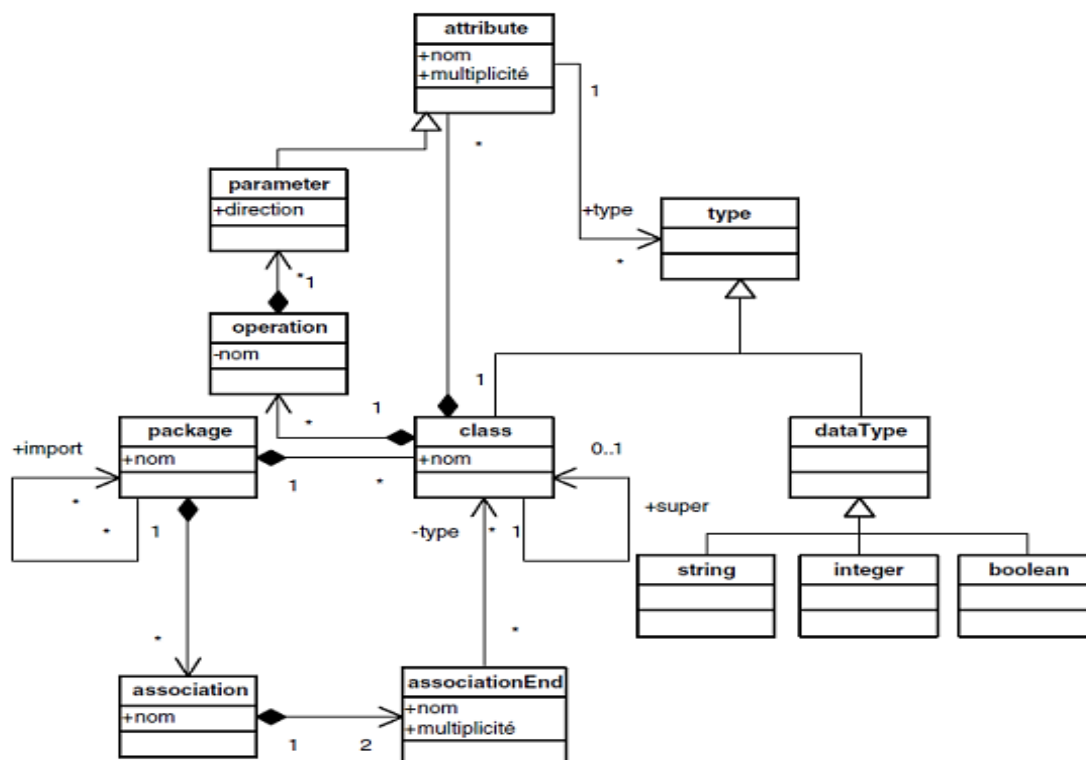 attribute
+nom
+multiplicité
1
*
parameter
+direction
+type
*
type
*
1
operation
-nom
1
*
1
package
+nom
+import
*
*
1
1
*
class
+nom
0..1
+super
1
-type
*
dataType
string
integer
boolean
*
*
association
+nom
1
2
associationEnd
+nom
+multiplicité